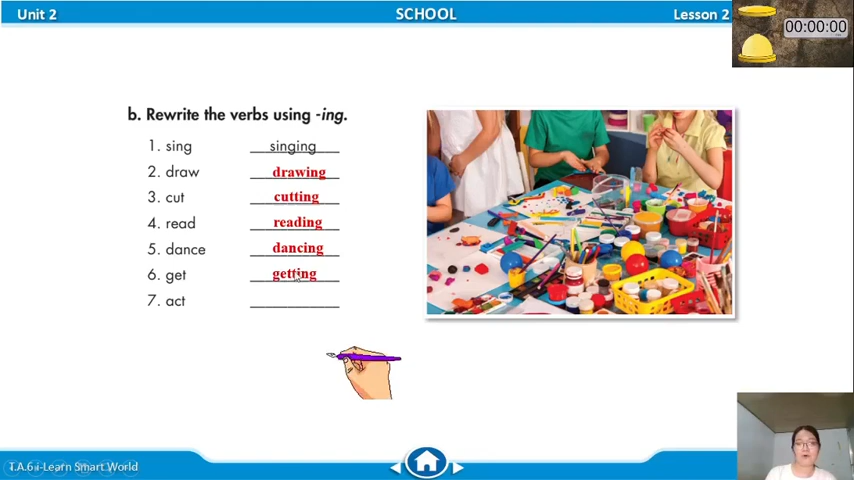 Unit 2
SCHOOL
Lesson 2
00:00:00
b. Rewrite the verbs using -ing.
1. sing singing
2. draw drawing
3. cut cutting
4. read reading
5. dance dancing
6. get getting
7. act
T.A.6 i-Learn Smart World